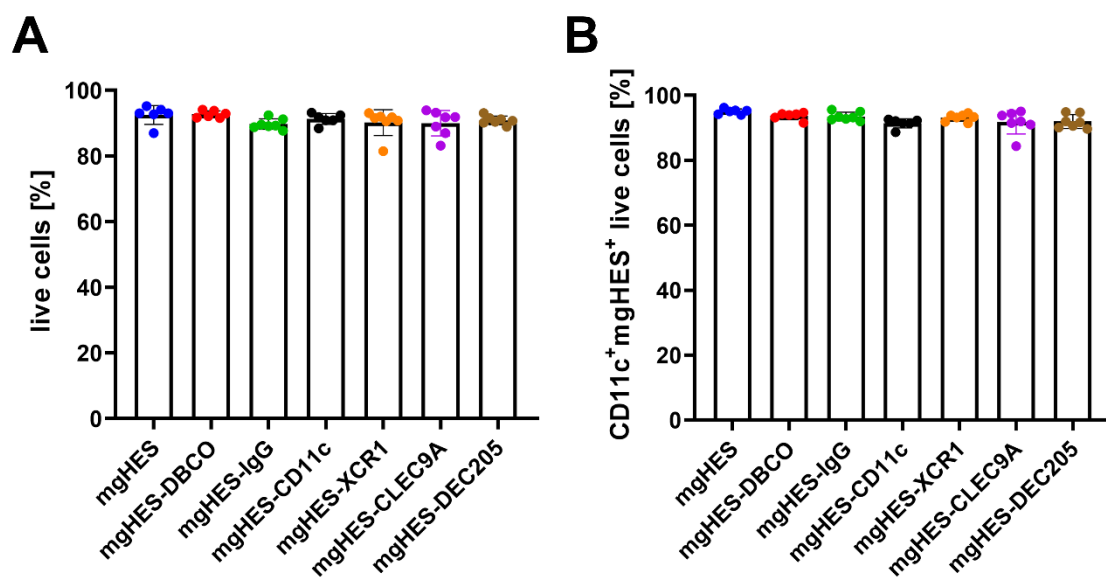 A
live cells [%]
100
80
60
40
20
0
mgHES
mgHES-DBCO
mgHES-IgG
mgHES-CD11c
mgHES-XCR1
mgHES-CLEC9A
mgHES-DEC205
B
CD11c⁺mgHES⁺ live cells [%]
100
80
60
40
20
0
mgHES
mgHES-DBCO
mgHES-IgG
mgHES-CD11c
mgHES-XCR1
mgHES-CLEC9A
mgHES-DEC205